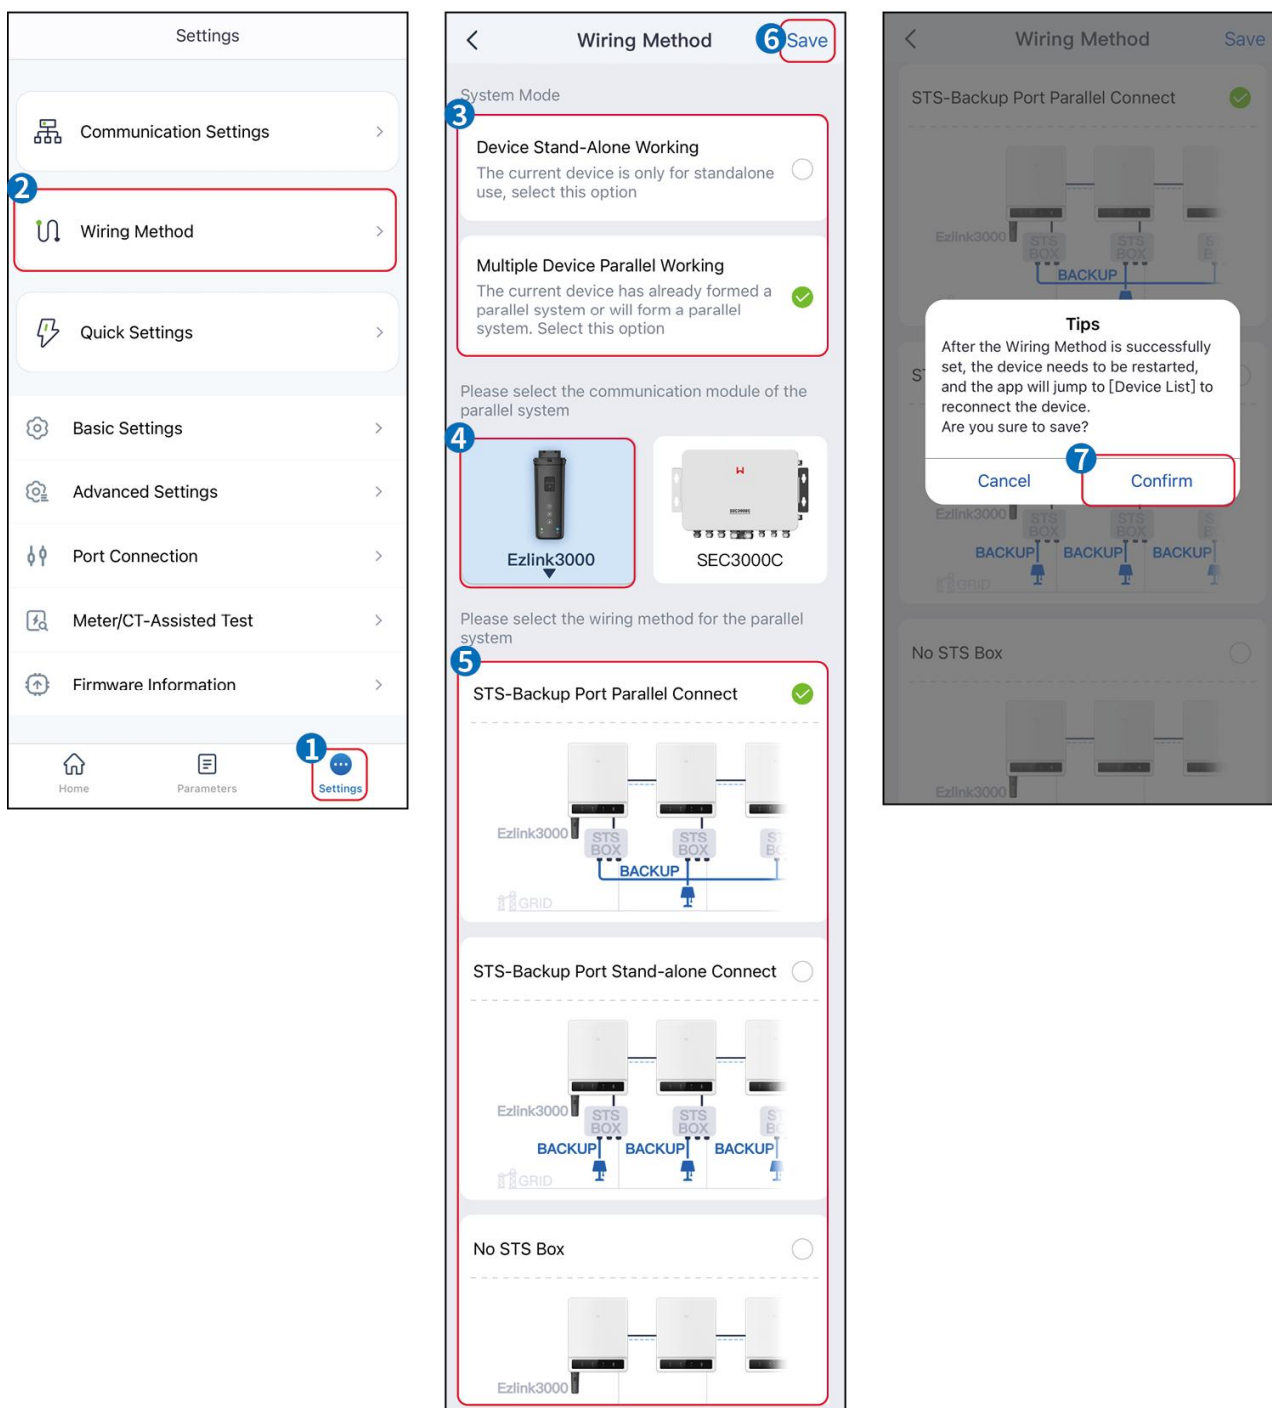 Settings
Communication Settings
2
Wiring Method
Quick Settings
Basic Settings
Advanced Settings
Port Connection
Meter/CT-Assisted Test
Firmware Information
1
Home
Parameters
Settings
Wiring Method
6
Save
System Mode
3
Device Stand-Alone Working
The current device is only for standalone
use, select this option
Multiple Device Parallel Working
The current device has already formed a
parallel system or will form a parallel
system. Select this option
Please select the communication module of the
parallel system
4
Ezlink3000
SEC3000C
SEC3000C
Please select the wiring method for the parallel
system
5
STS-Backup Port Parallel Connect
Ezlink3000
STS
BOX
STS
BOX
BACKUP
GRID
STS-Backup Port Stand-alone Connect
Ezlink3000
STS
BOX
STS
BOX
BACKUP
BACKUP
BACKUP
GRID
No STS Box
Ezlink3000
Wiring Method
Save
STS-Backup Port Parallel Connect
Ezlink3000
STS
BOX
STS
BOX
BACKUP
Tips
After the Wiring Method is successfully
set, the device needs to be restarted,
and the app will jump to [Device List] to
reconnect the device.
Are you sure to save?
7
Cancel
Confirm
Ezlink3000
STS
BOX
STS
BOX
BACKUP
BACKUP
BACKUP
GRID
No STS Box
Ezlink3000